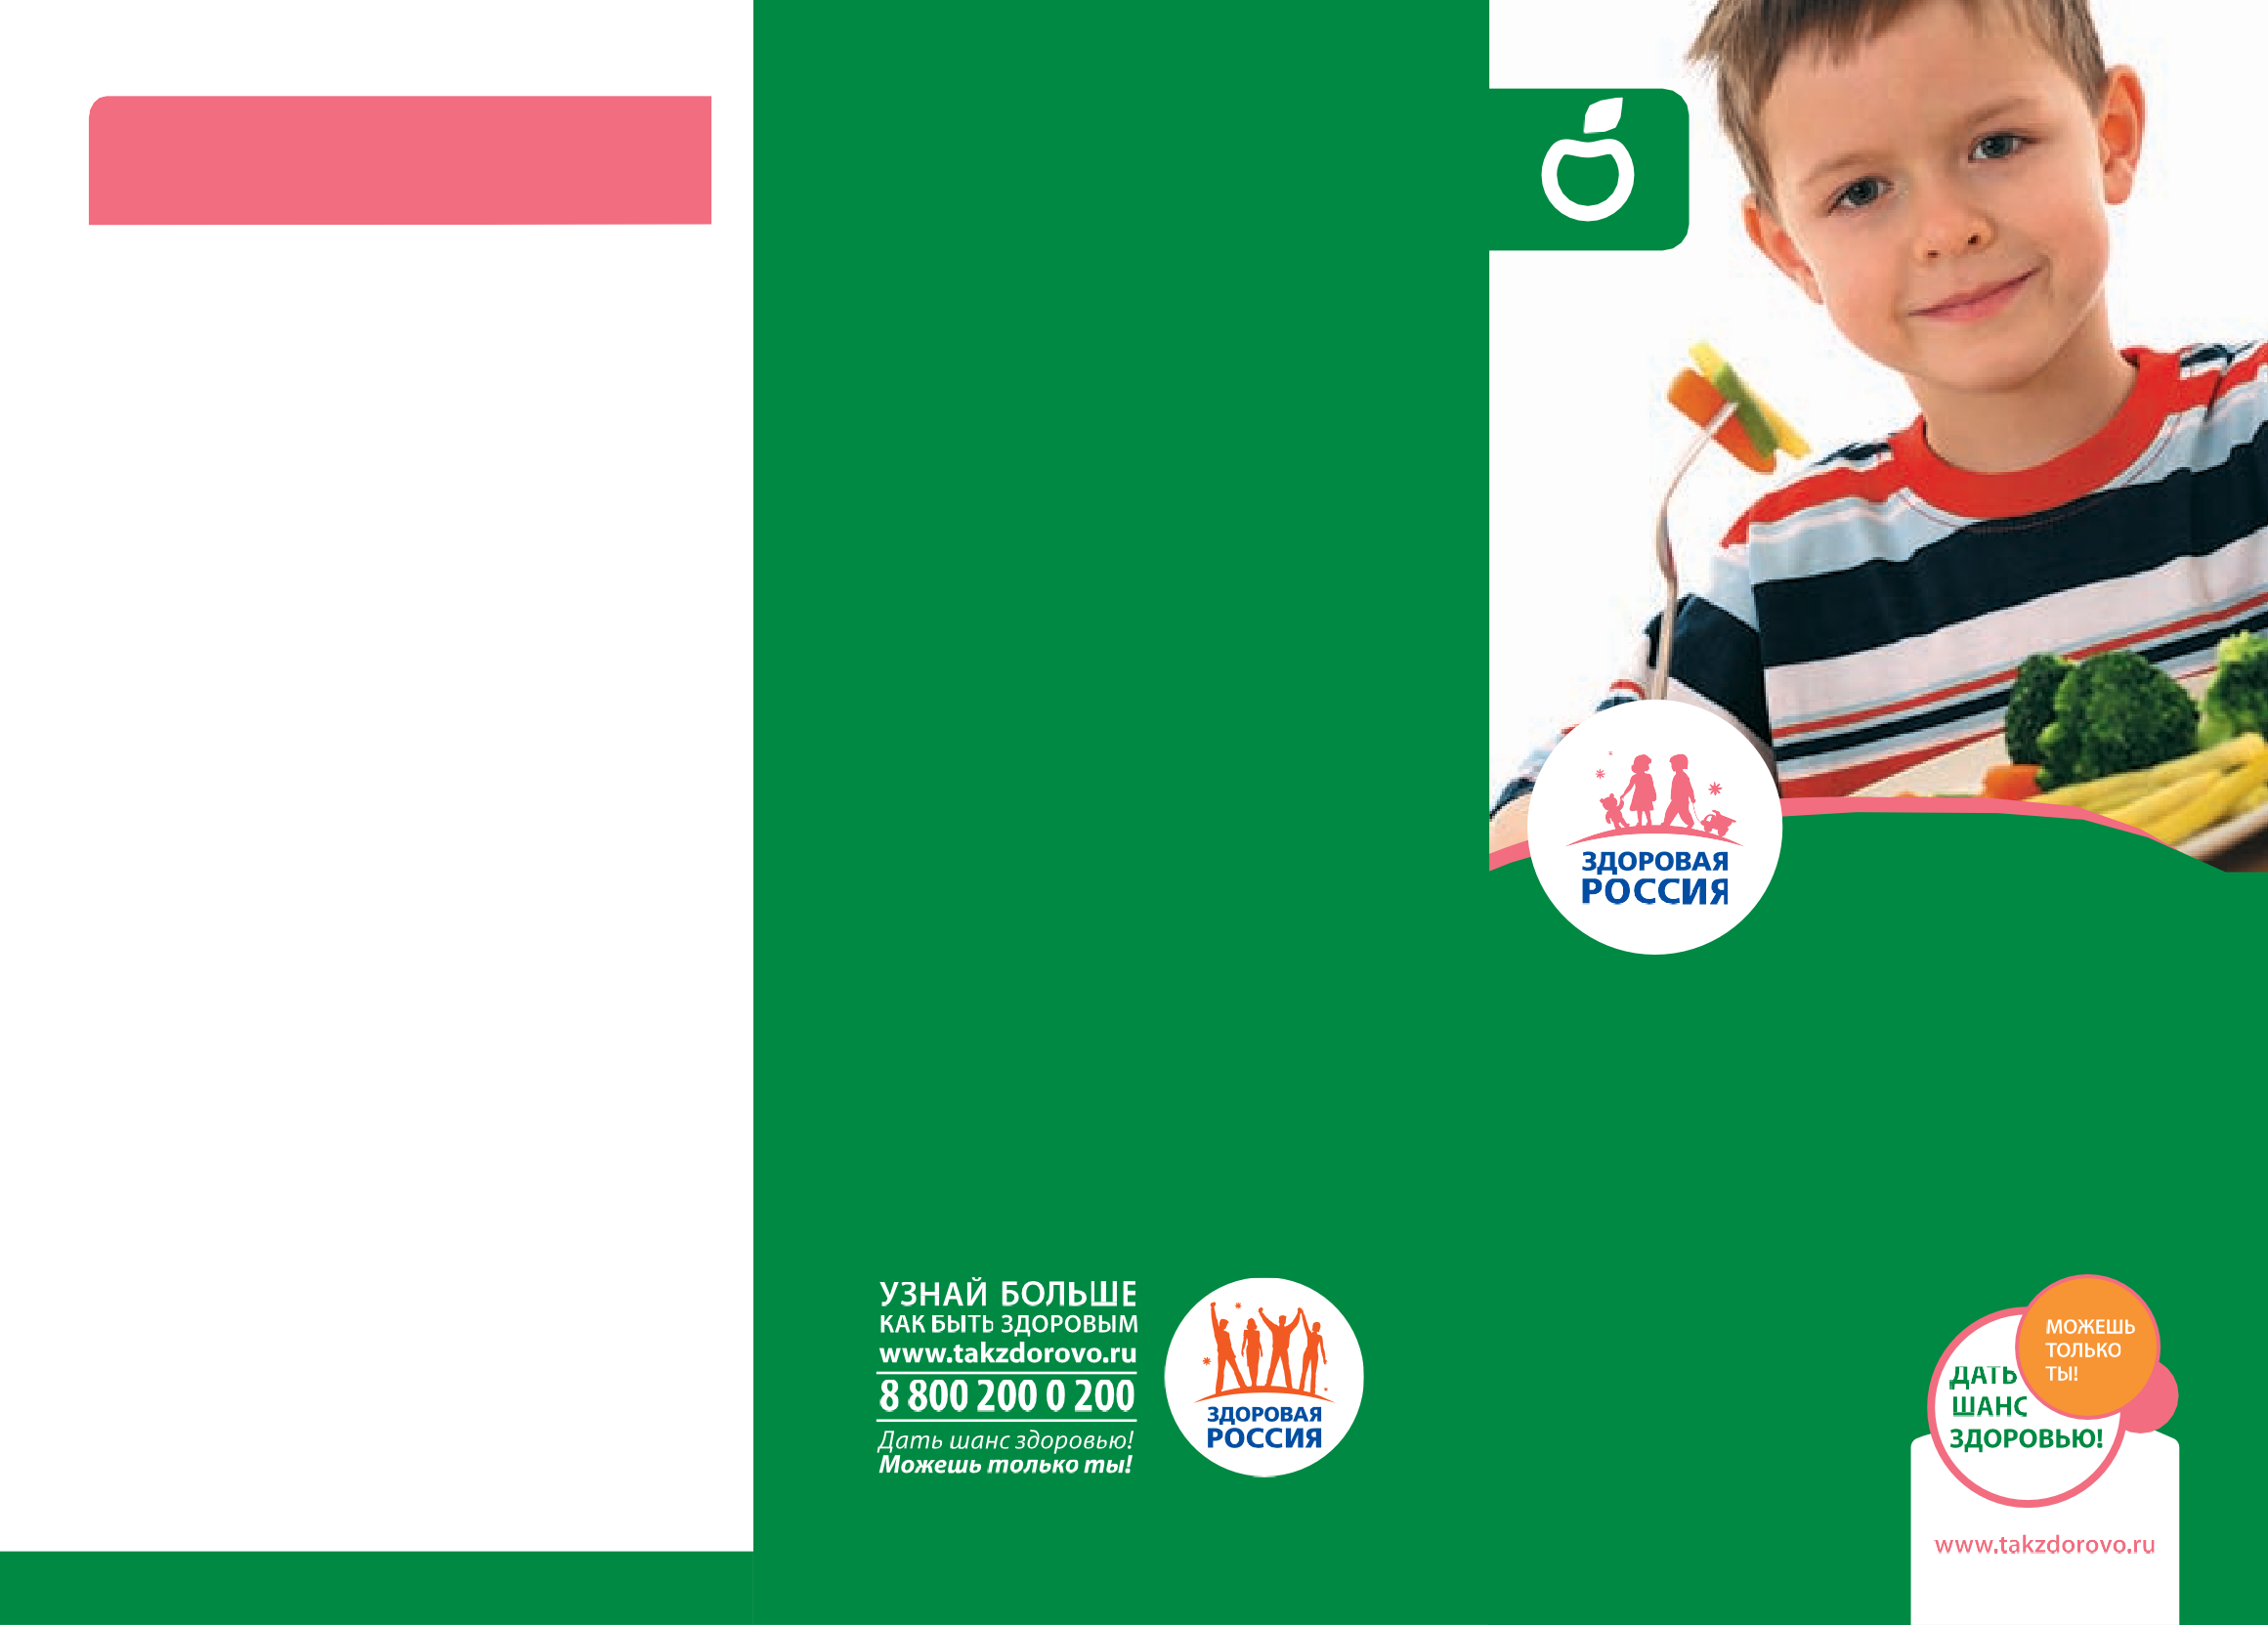 ЗДОРОВАЯ
РОССИЯ
УЗНАЙ БОЛЬШЕ
КАК БЫТЬ ЗДОРОВЫМ
www.takzdorovo.ru
8 800 200 0 200
Дать шанс здоровью!
Можешь только ты!
ЗДОРОВАЯ
РОССИЯ
МОЖЕШЬ
ТОЛЬКО
ТЫ!
ДАТЬ
ШАНС
ЗДОРОВЬЮ!
www.takzdorovo.ru